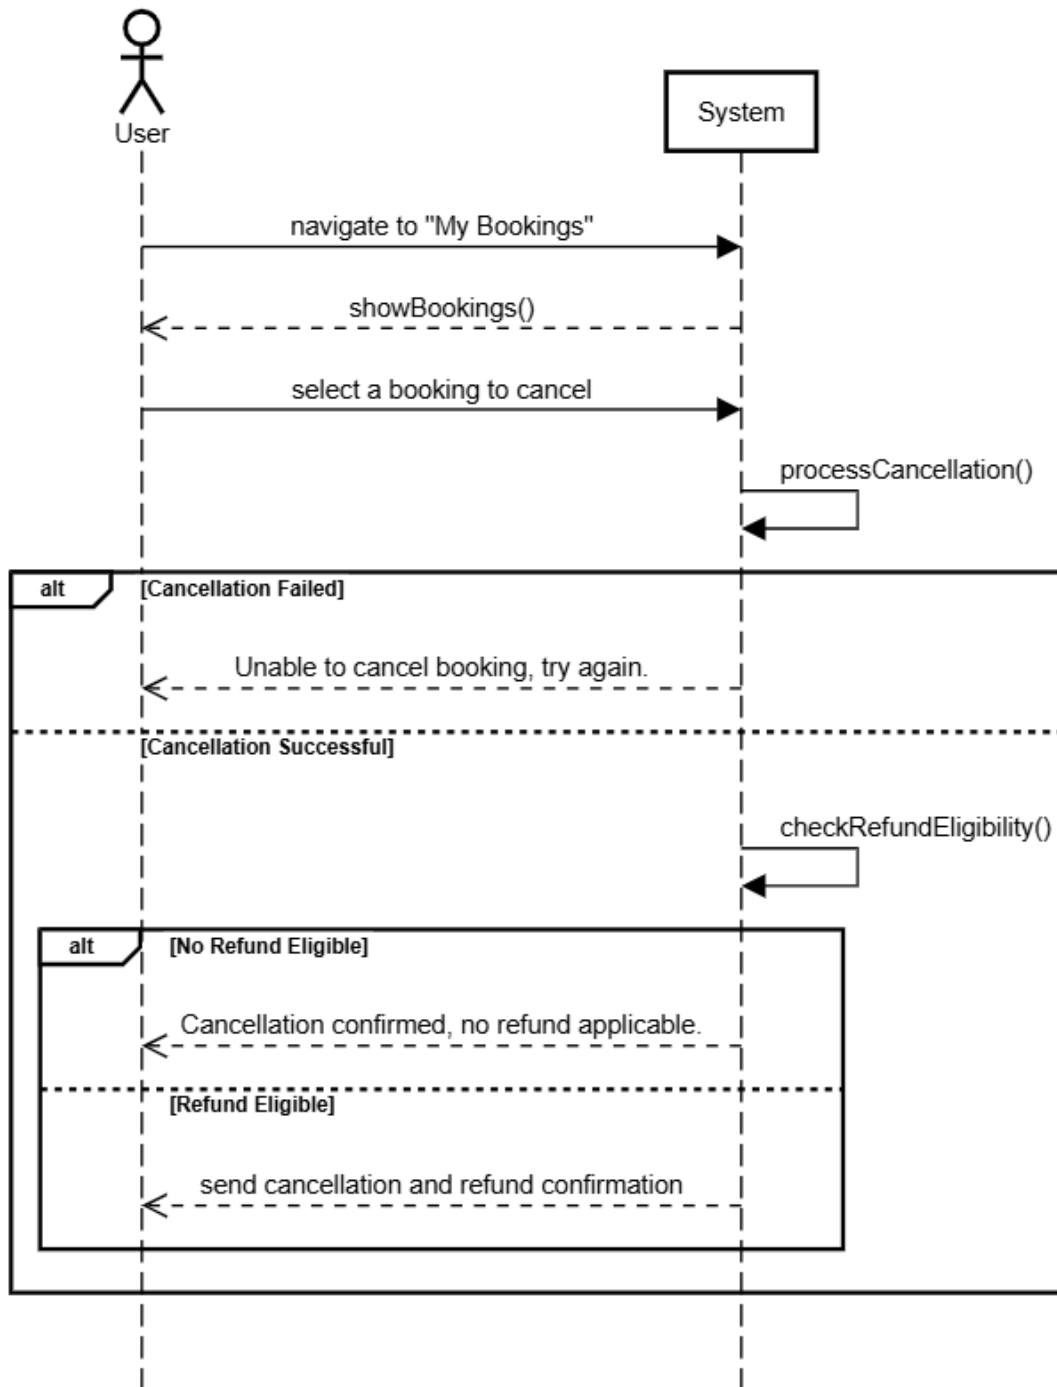 User
System
navigate to "My Bookings"
showBookings()
select a booking to cancel
processCancellation()
alt
[Cancellation Failed]
Unable to cancel booking, try again.
[Cancellation Successful]
checkRefundEligibility()
alt
[No Refund Eligible]
Cancellation confirmed, no refund applicable.
[Refund Eligible]
send cancellation and refund confirmation